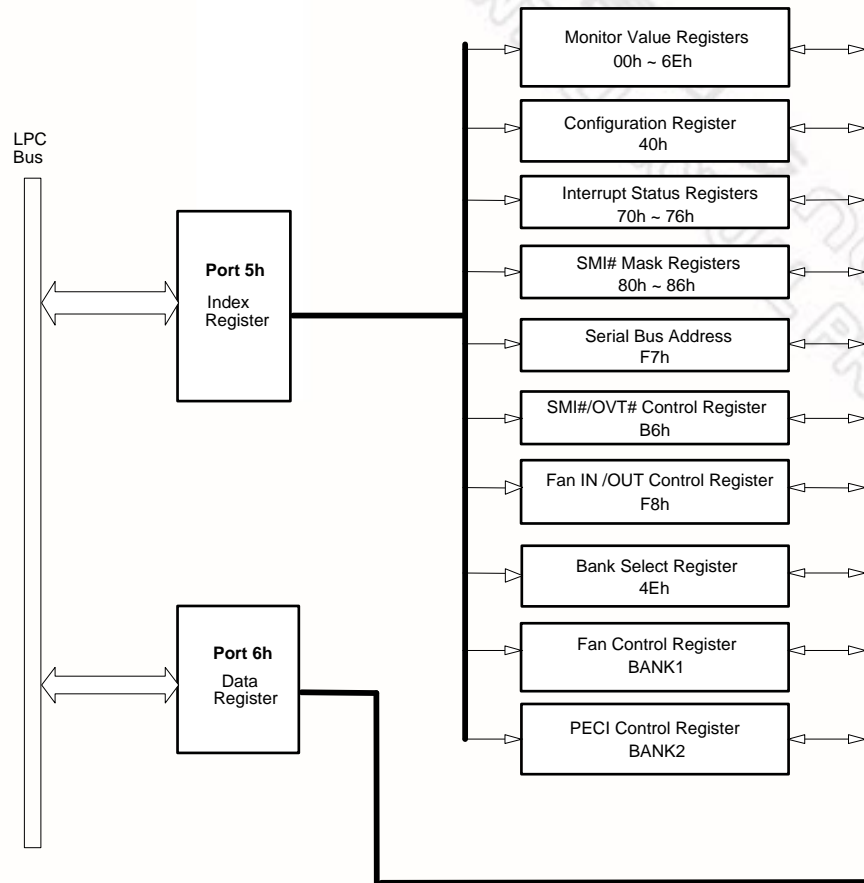 LPC
Bus
Port 5h
Index
Register
Port 6h
Data
Register
Monitor Value Registers
00h ~ 6Eh
Configuration Register
40h
Interrupt Status Registers
70h ~ 76h
SMI# Mask Registers
80h ~ 86h
Serial Bus Address
F7h
SMI#/OVT# Control Register
B6h
Fan IN /OUT Control Register
F8h
Bank Select Register
4Eh
Fan Control Register
BANK1
PECI Control Register
BANK2